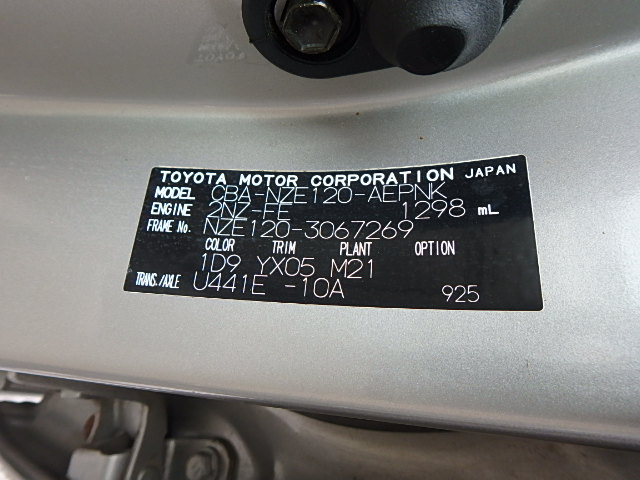 TOYOTA MOTOR CORPORATION JAPAN
MODEL CBA-NZE120-AEPNK
ENGINE 2NZ-FE 1298 mL
FRAME No. NZE120-3067269
COLOR TRIM PLANT OPTION
1D9 YX05 M21
TRANS./AXLE U441E -10A 925